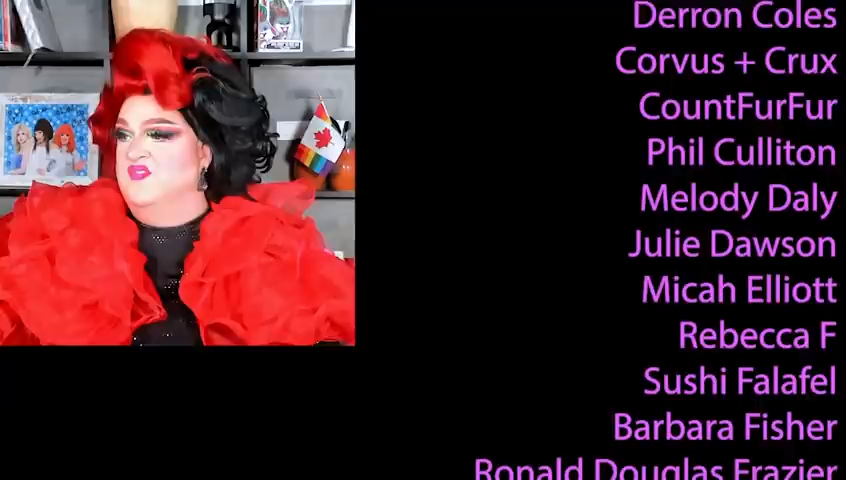 Derron Coles
Corvus + Crux
CountFurFur
Phil Culliton
Melody Daly
Julie Dawson
Micah Elliott
Rebecca F
Sushi Falafel
Barbara Fisher
Ronald Douglas Frazier